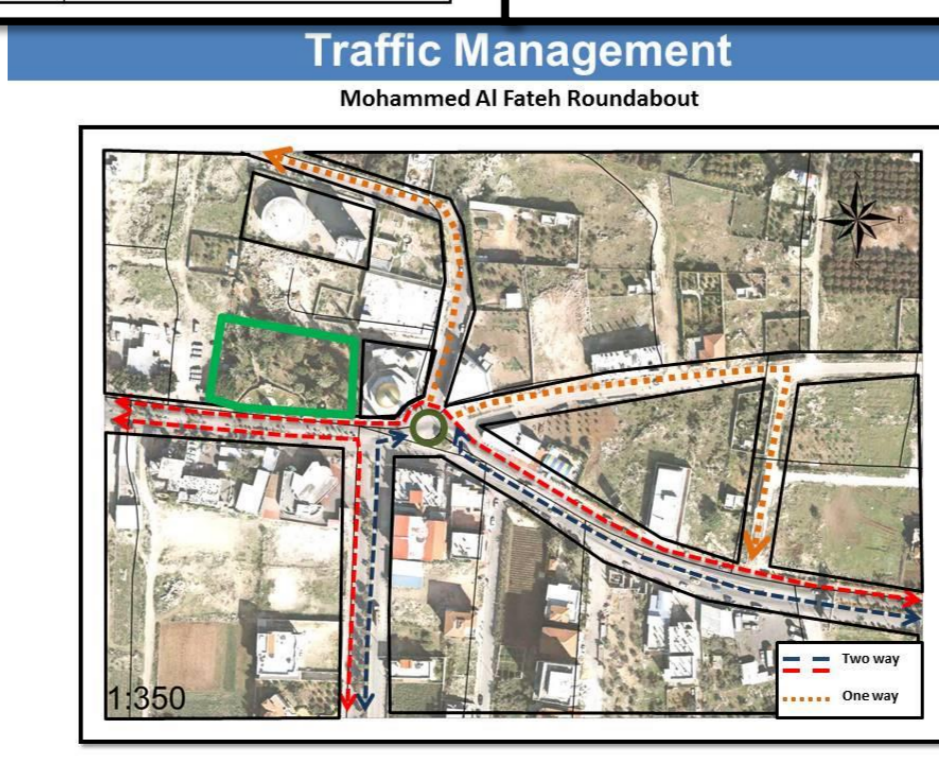 Traffic Management
Mohammed Al Fateh Roundabout
E
1:350
Two way
One way